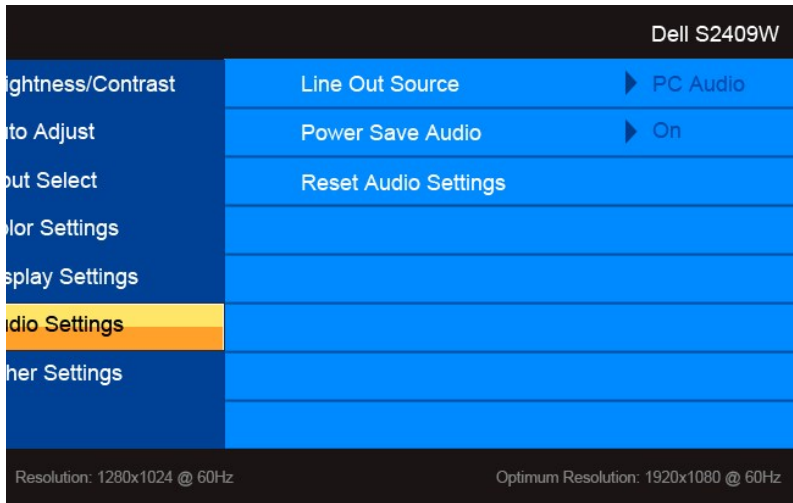 Dell S2409W
ightness/Contrast
Line Out Source
PC Audio
to Adjust
Power Save Audio
On
ut Select
Reset Audio Settings
lor Settings
splay Settings
dio Settings
her Settings
Resolution: 1280x1024 @ 60Hz
Optimum Resolution: 1920x1080 @ 60Hz